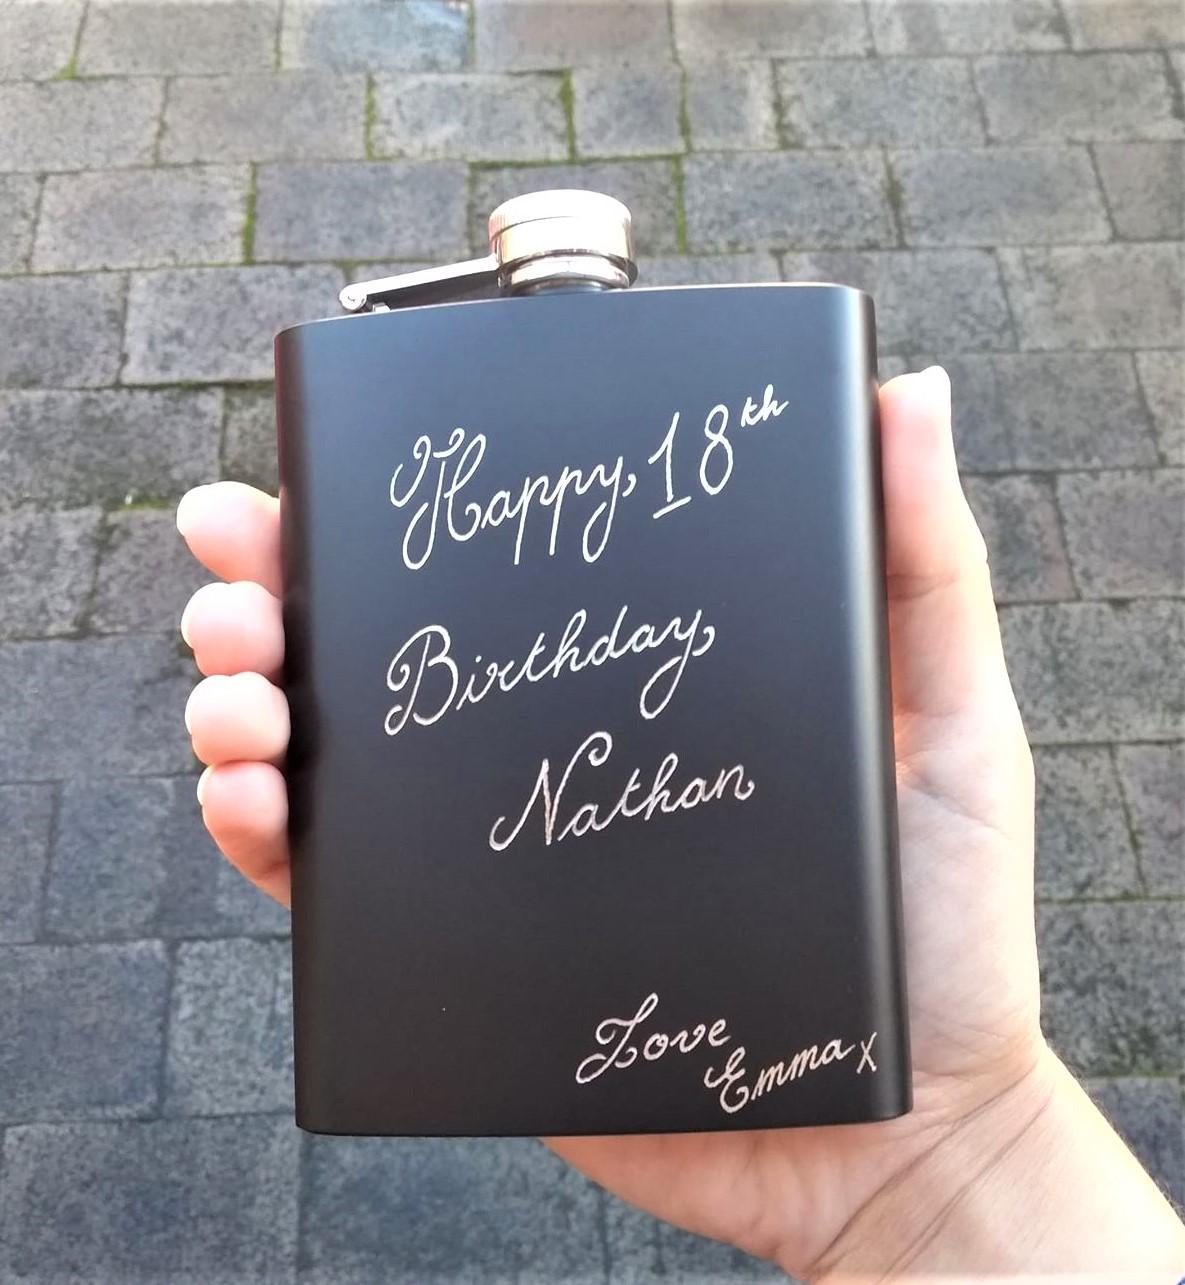 Happy 18th
Birthday
Nathan
Love
Emma x